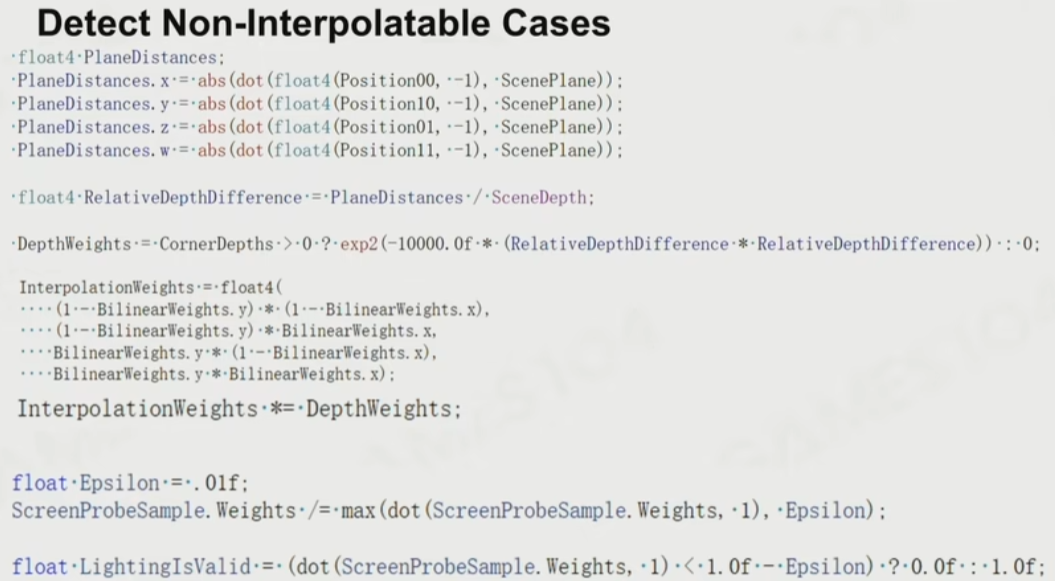 Detect Non-Interpolatable Cases
float4 PlaneDistances;
PlaneDistances.x = abs(dot(float4(Position00, -1), ScenePlane));
PlaneDistances.y = abs(dot(float4(Position10, -1), ScenePlane));
PlaneDistances.z = abs(dot(float4(Position01, -1), ScenePlane));
PlaneDistances.w = abs(dot(float4(Position11, -1), ScenePlane));
float4 RelativeDepthDifference = PlaneDistances / SceneDepth;
DepthWeights = CornerDepths > 0 ? exp2(-10000.0f * (RelativeDepthDifference * RelativeDepthDifference)) : 0;
InterpolationWeights = float4(
(1 - BilinearWeights.y) * (1 - BilinearWeights.x),
(1 - BilinearWeights.y) * BilinearWeights.x,
BilinearWeights.y * (1 - BilinearWeights.x),
BilinearWeights.y * BilinearWeights.x);
InterpolationWeights *= DepthWeights;
float Epsilon = .01f;
ScreenProbeSample.Weights /= max(dot(ScreenProbeSample.Weights, 1), Epsilon);
float LightingIsValid = (dot(ScreenProbeSample.Weights, 1) < 1.0f - Epsilon) ? 0.0f : 1.0f;